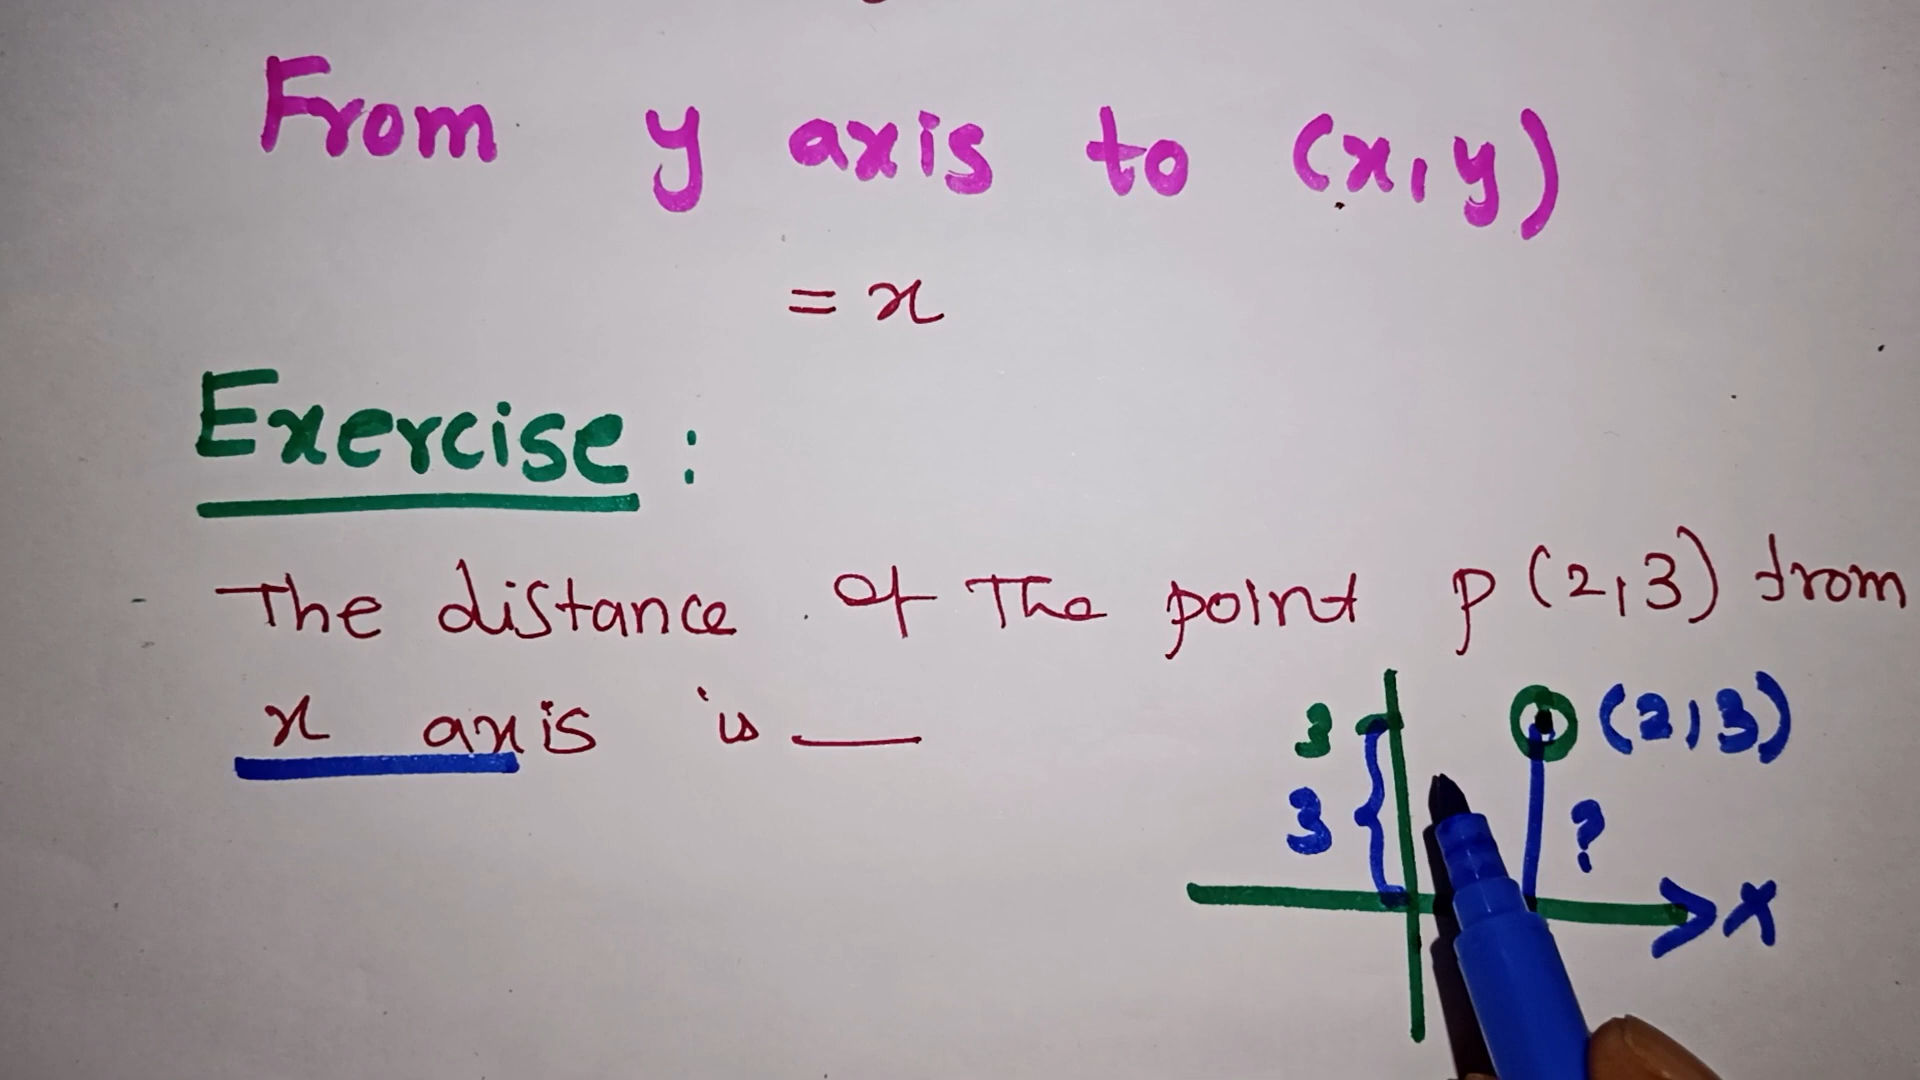 From y axis to (x,y)
= x
Exercise :
The distance of The point P(2,3) from
x axis is ___
3 (2,3)
3 ?
X